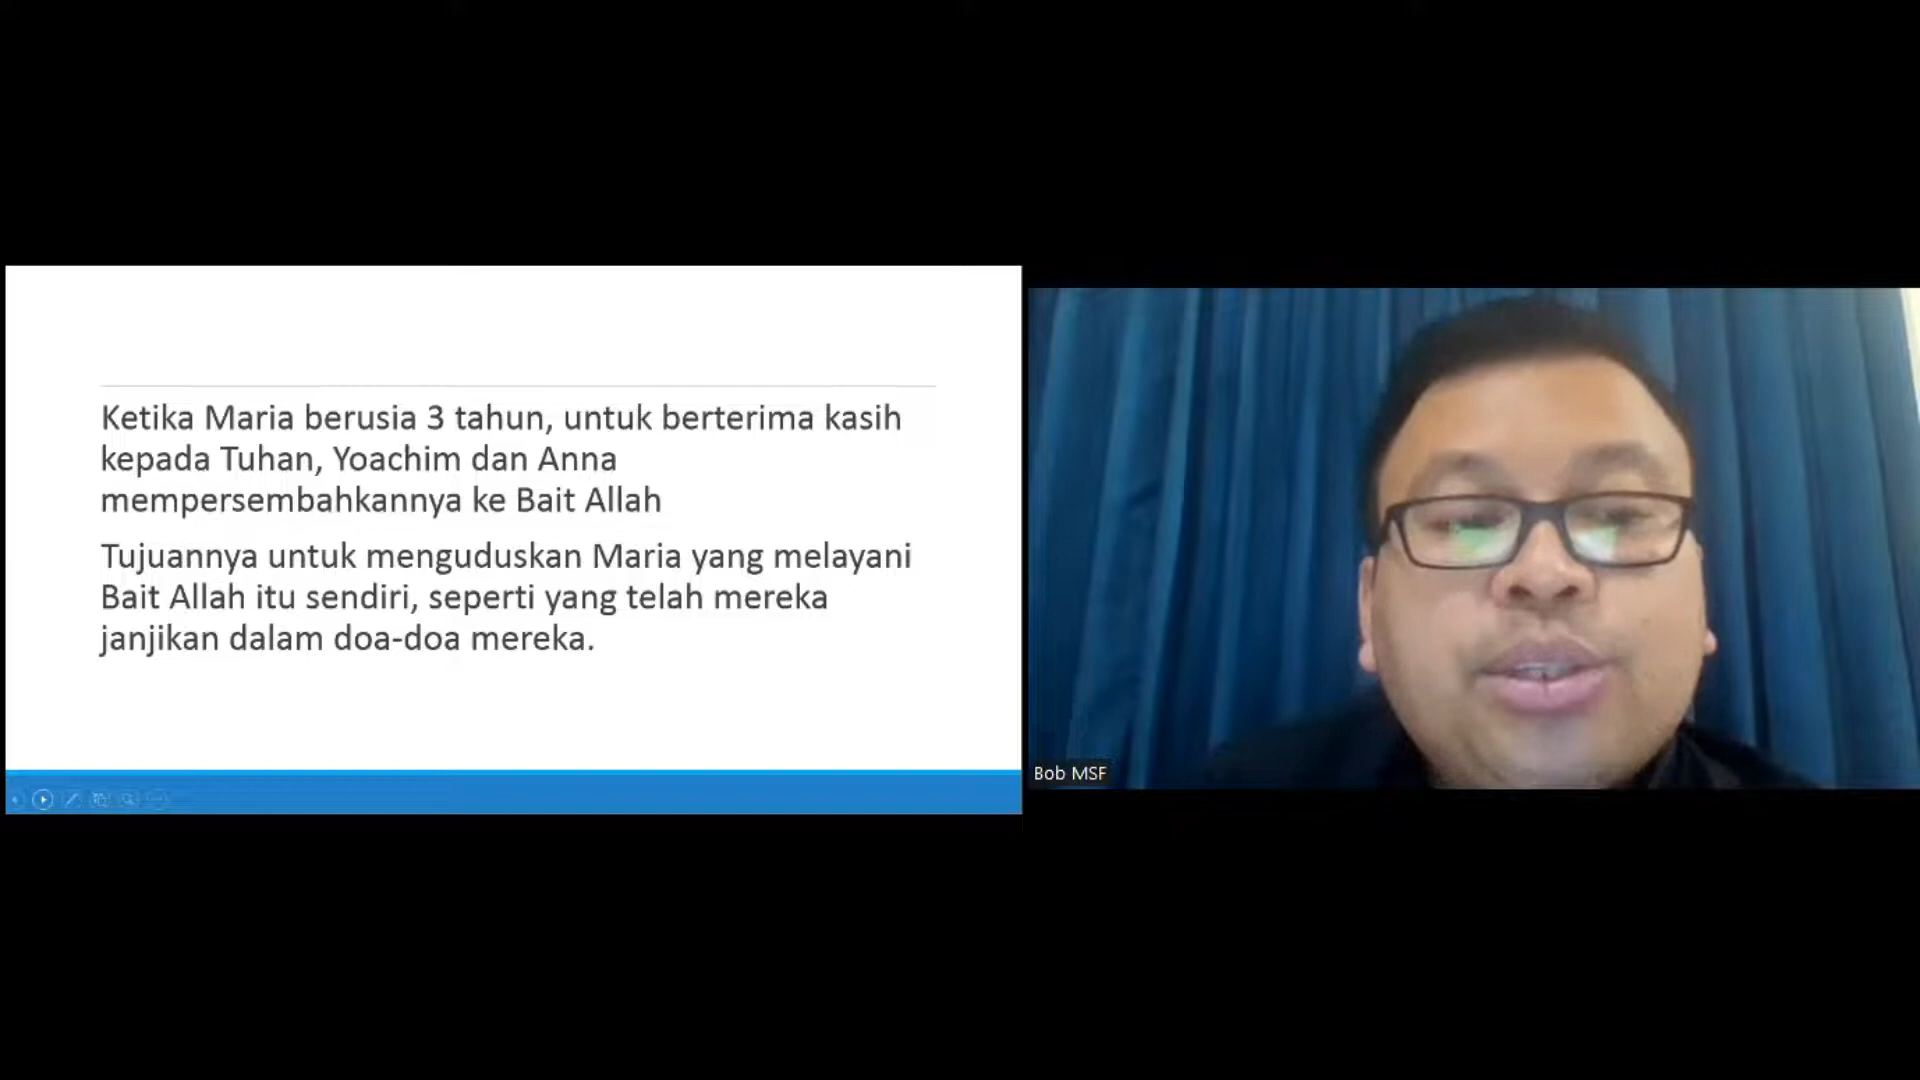 Ketika Maria berusia 3 tahun, untuk berterima kasih
kepada Tuhan, Yoachim dan Anna
mempersembahkannya ke Bait Allah
Tujuannya untuk menguduskan Maria yang melayani
Bait Allah itu sendiri, seperti yang telah mereka
janjikan dalam doa-doa mereka.
Bob MSF